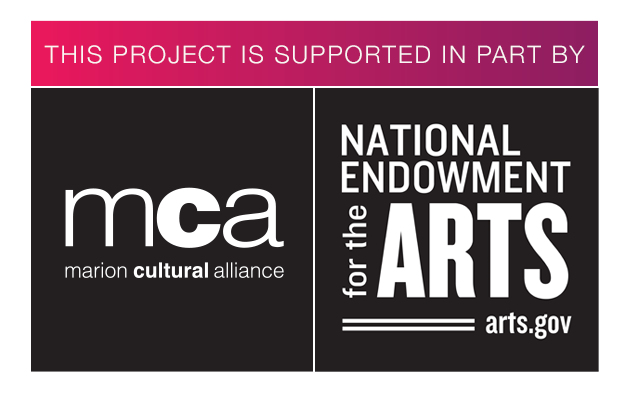 THIS PROJECT IS SUPPORTED IN PART BY
mca
marion cultural alliance
NATIONAL
ENDOWMENT
for the
ARTS
arts.gov